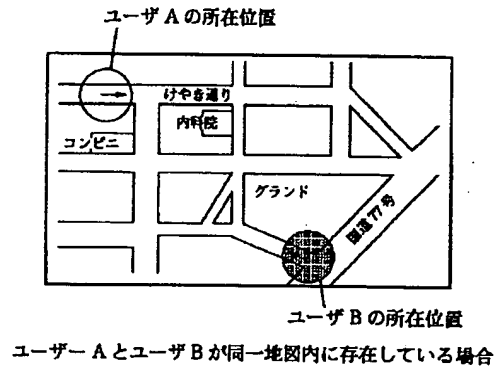 ユーザAの所在位置
けやき通り
内科院
コンビニ
グランド
国道77号
ユーザBの所在位置
ユーザーAとユーザBが同一地図内に存在している場合